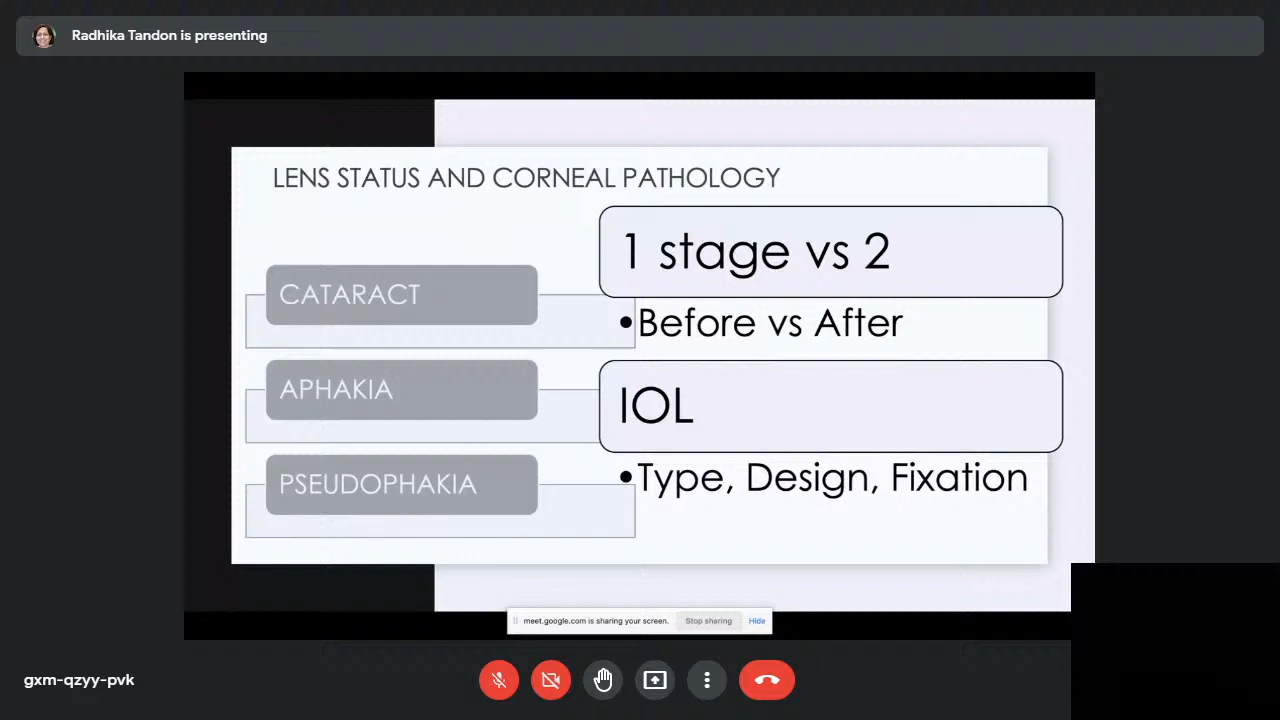 Radhika Tandon is presenting
LENS STATUS AND CORNEAL PATHOLOGY
CATARACT
APHAKIA
PSEUDOPHAKIA
1 stage vs 2
•Before vs After
IOL
•Type, Design, Fixation
meet.google.com is sharing your screen. Stop sharing Hide
gxm-qzyy-pvk